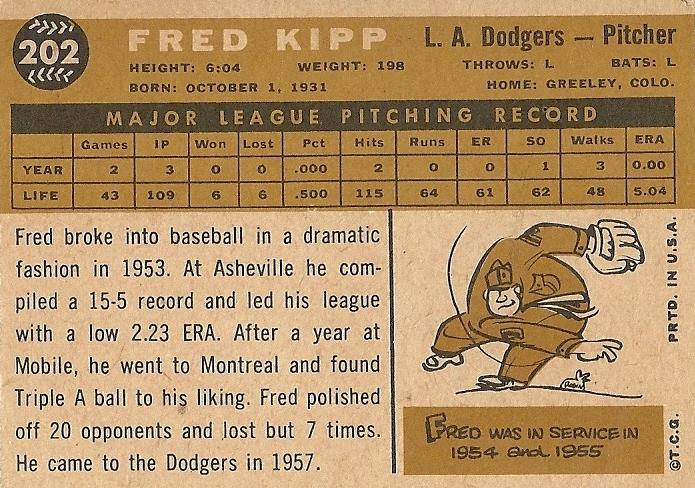 202
FRED KIPP
L. A. Dodgers — Pitcher
HEIGHT: 6:04 WEIGHT: 198 THROWS: L BATS: L
BORN: OCTOBER 1, 1931 HOME: GREELEY, COLO.
MAJOR LEAGUE PITCHING RECORD
Games IP Won Lost Pct Hits Runs ER SO Walks ERA
YEAR 2 3 0 0 .000 2 0 0 1 3 0.00
LIFE 43 109 6 6 .500 115 64 61 62 48 5.04
Fred broke into baseball in a dramatic
fashion in 1953. At Asheville he com-
piled a 15-5 record and led his league
with a low 2.23 ERA. After a year at
Mobile, he went to Montreal and found
Triple A ball to his liking. Fred polished
off 20 opponents and lost but 7 times.
He came to the Dodgers in 1957.
FRED WAS IN SERVICE IN
1954 and 1955
PRTD. IN U.S.A.
©T.C.G.